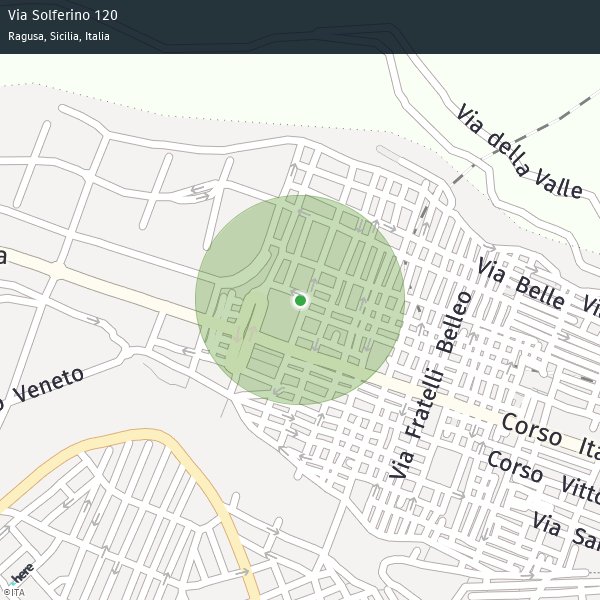 Via Solferino 120
Ragusa, Sicilia, Italia
Via della Valle
a
Via Belle
Vi
o Veneto
Via Fratelli Belleo
Corso Ita
Corso Vitto
Via Sar
here
©ITA